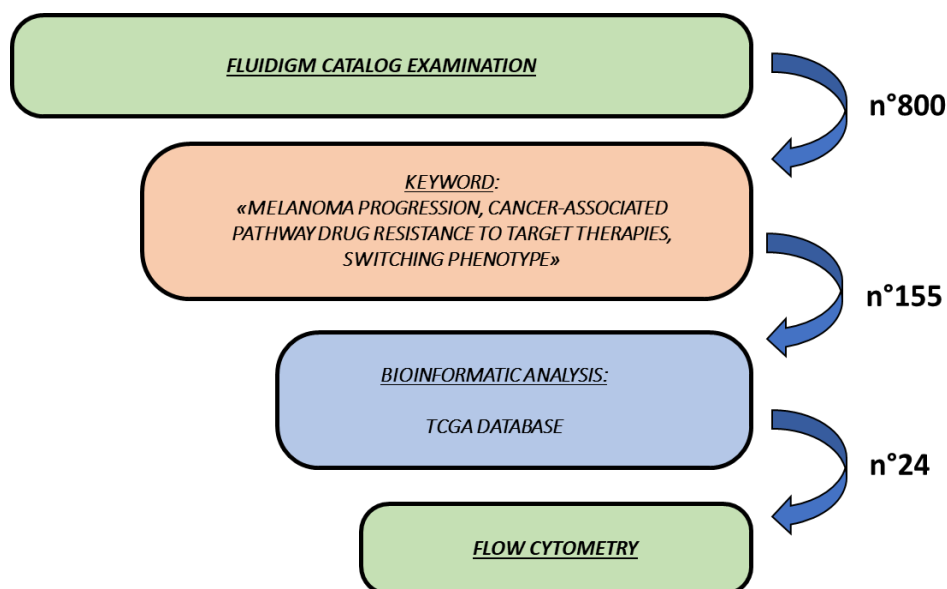 FLUIDIGM CATALOG EXAMINATION
n°800
KEYWORD:
«MELANOMA PROGRESSION, CANCER-ASSOCIATED
PATHWAY DRUG RESISTANCE TO TARGET THERAPIES,
SWITCHING PHENOTYPE»
n°155
BIOINFORMATIC ANALYSIS:
TCGA DATABASE
n°24
FLOW CYTOMETRY